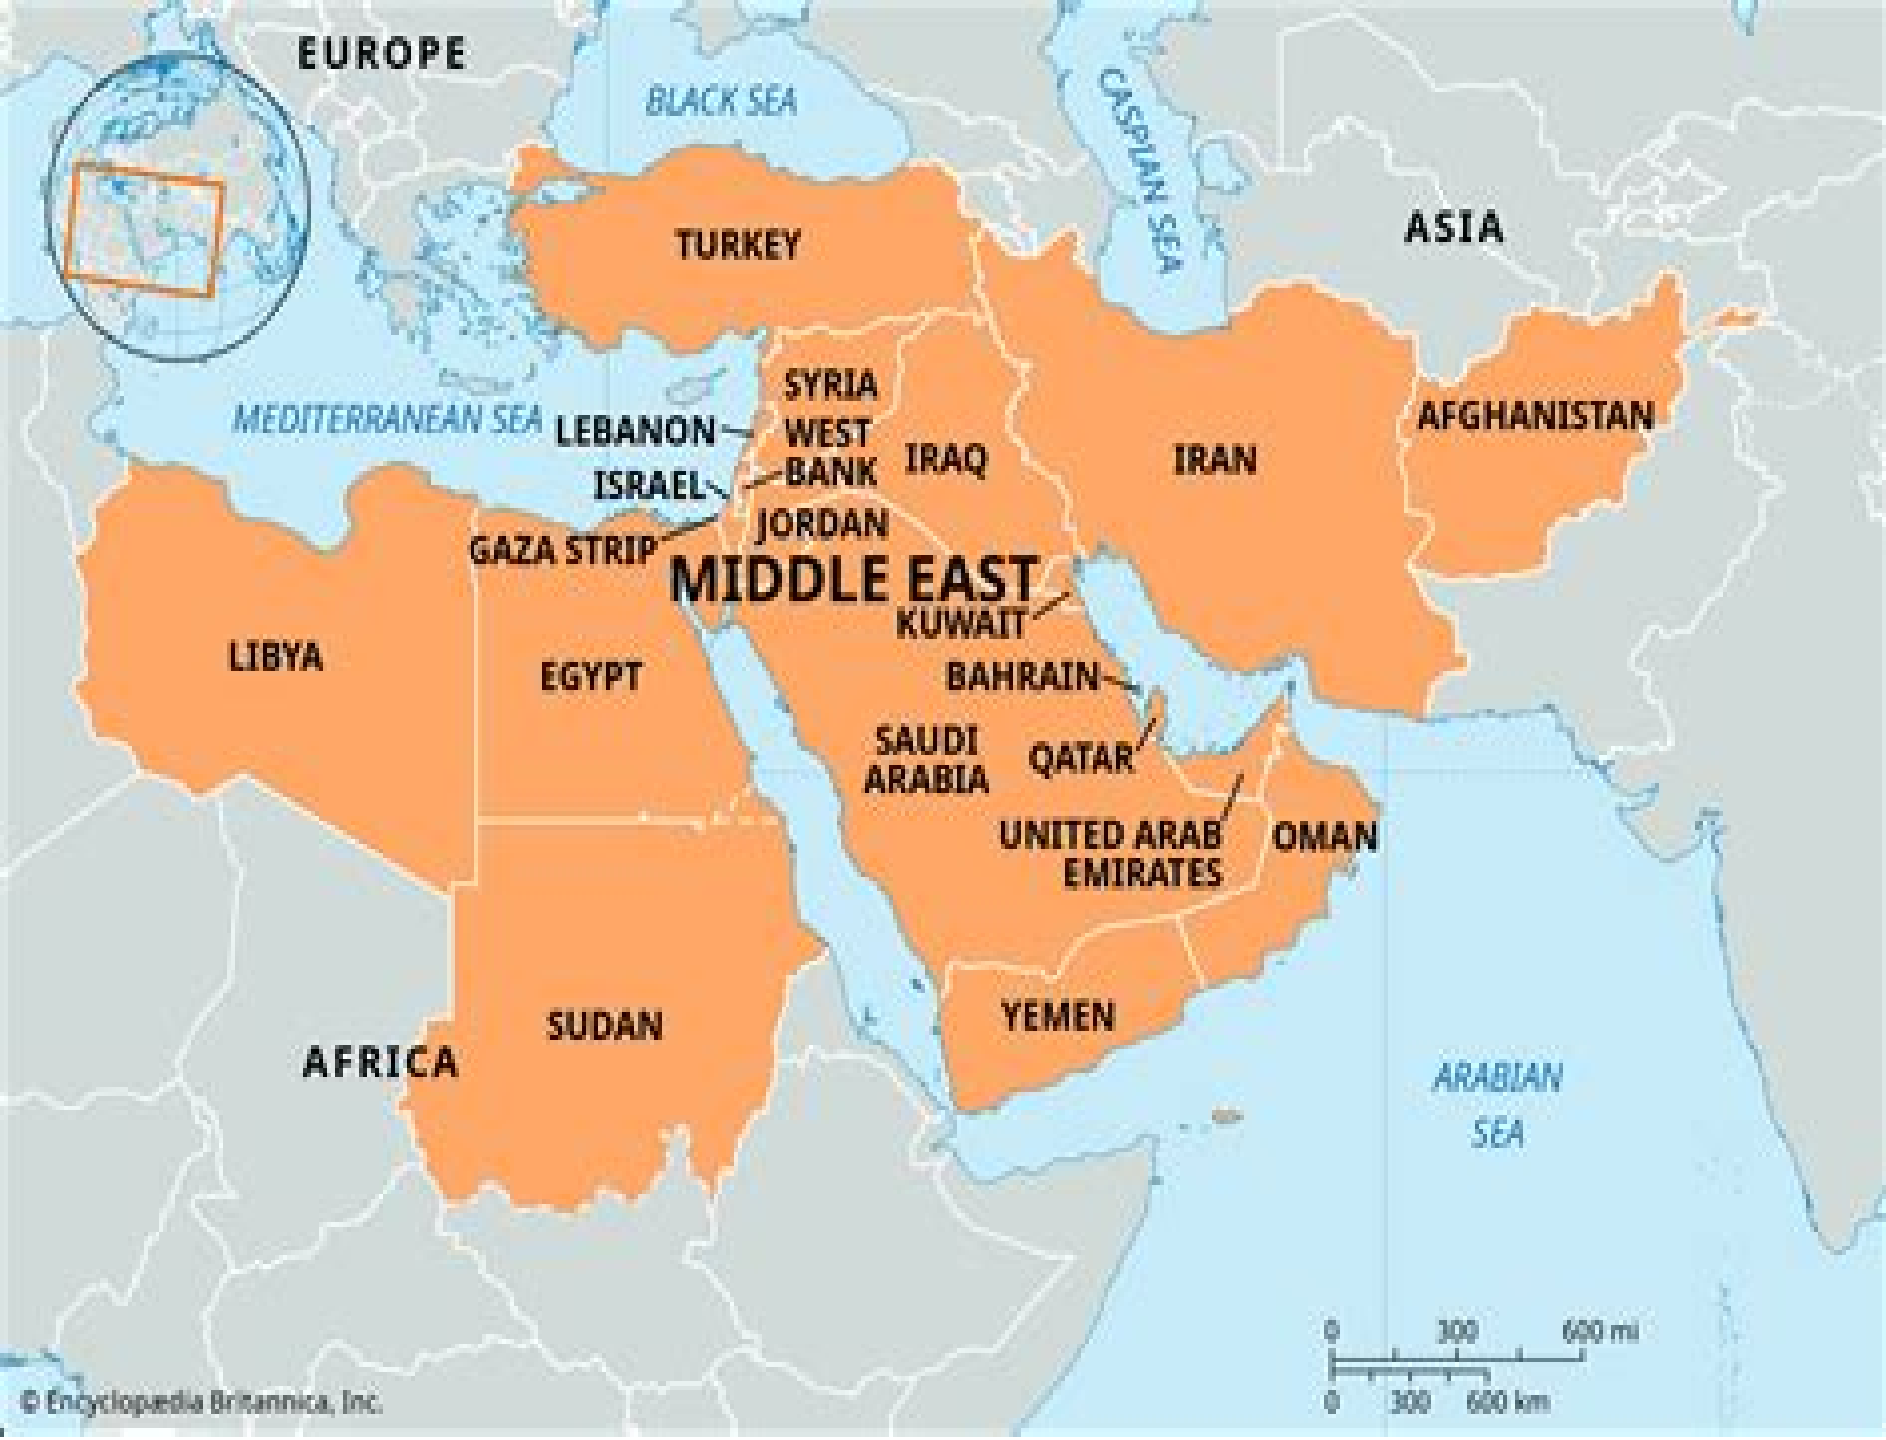 EUROPE
BLACK SEA
CASPIAN SEA
ASIA
TURKEY
SYRIA
MEDITERRANEAN SEA
LEBANON
WEST
BANK
IRAQ
IRAN
AFGHANISTAN
ISRAEL
JORDAN
GAZA STRIP
MIDDLE EAST
KUWAIT
LIBYA
EGYPT
BAHRAIN
SAUDI
ARABIA
QATAR
UNITED ARAB
EMIRATES
OMAN
SUDAN
YEMEN
AFRICA
ARABIAN
SEA
0 300 600 mi
0 300 600 km
© Encyclopædia Britannica, Inc.